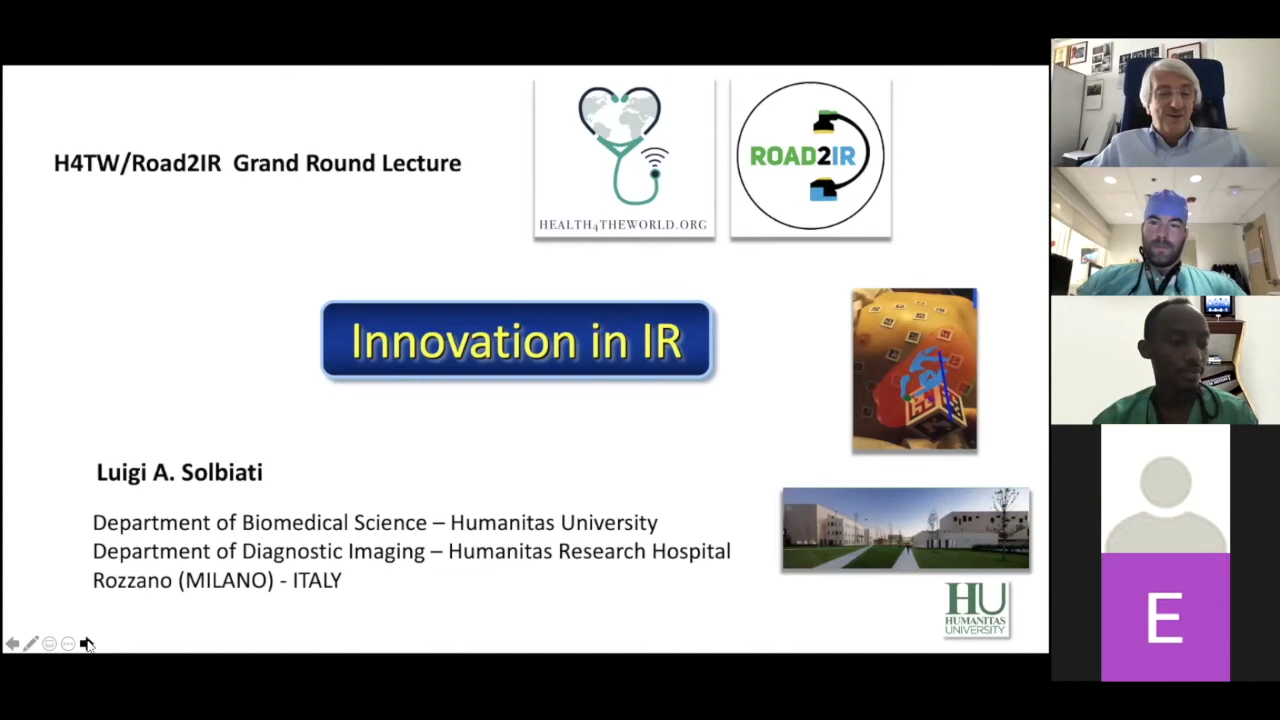 H4TW/Road2IR Grand Round Lecture
HEALTH4THEWORLD.ORG
ROAD2IR
Innovation in IR
Luigi A. Solbiati
Department of Biomedical Science – Humanitas University
Department of Diagnostic Imaging – Humanitas Research Hospital
Rozzano (MILANO) - ITALY
HU
HUMANITAS
UNIVERSITY
E